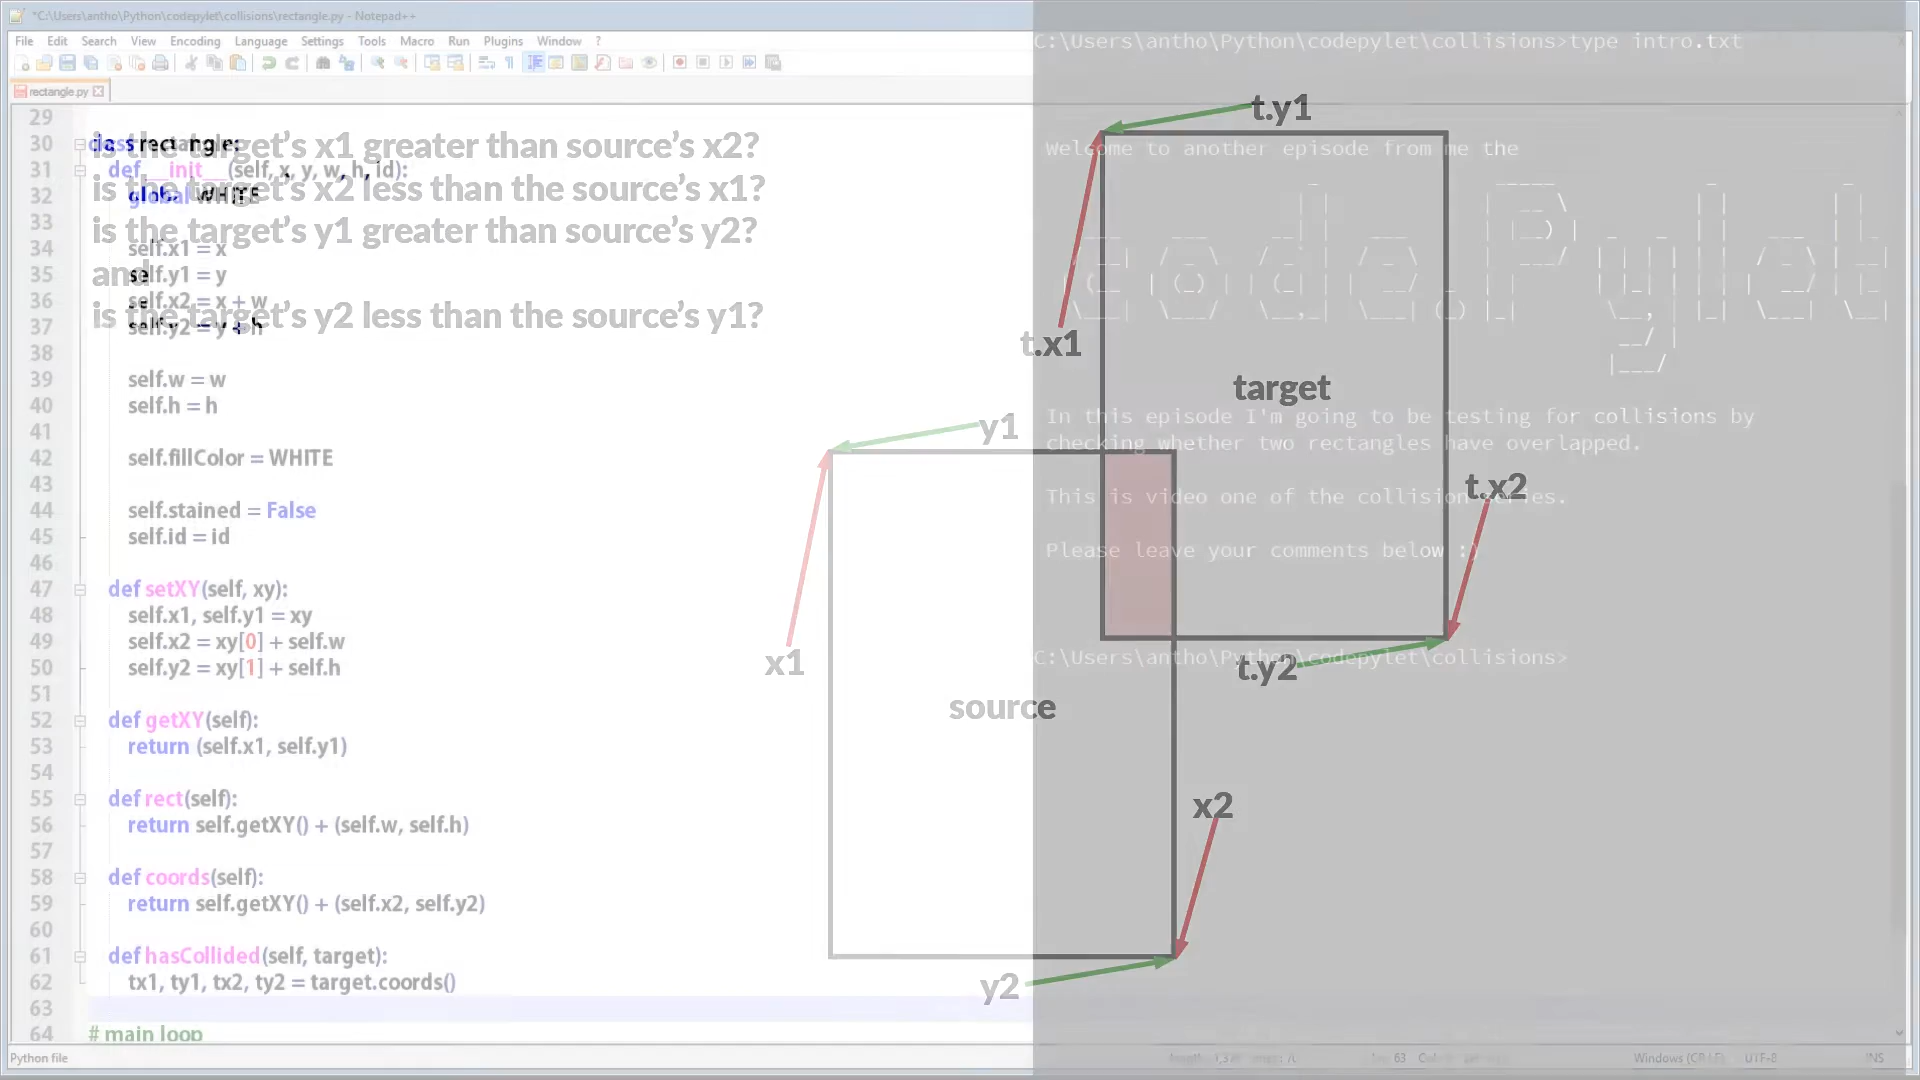 *C:\Users\antho\Python\codepylet\collisions\rectangle.py - Notepad++
File Edit Search View Encoding Language Settings Tools Macro Run Plugins Window ?
rectangle.py
29
30 class rectangle:
31 def __init__(self, x, y, w, h, id):
32 global WHITE
33
34 self.x1 = x
35 self.y1 = y
36 self.x2 = x + w
37 self.y2 = y + h
38
39 self.w = w
40 self.h = h
41
42 self.fillColor = WHITE
43
44 self.stained = False
45 self.id = id
46
47 def setXY(self, xy):
48 self.x1, self.y1 = xy
49 self.x2 = xy[0] + self.w
50 self.y2 = xy[1] + self.h
51
52 def getXY(self):
53 return (self.x1, self.y1)
54
55 def rect(self):
56 return self.getXY() + (self.w, self.h)
57
58 def coords(self):
59 return self.getXY() + (self.x2, self.y2)
60
61 def hasCollided(self, target):
62 tx1, ty1, tx2, ty2 = target.coords()
63
64 # main loop
is the target's x1 greater than source's x2?
is the target's x2 less than the source's x1?
is the target's y1 greater than source's y2?
and
is the target's y2 less than the source's y1?
C:\Users\antho\Python\codepylet\collisions>type intro.txt
t.y1
Welcome to another episode from me the
code.Pylet
t.x1
target
In this episode I'm going to be testing for collisions by
checking whether two rectangles have overlapped.
y1
t.x2
This is video one of the collision series.
Please leave your comments below :)
C:\Users\antho\Python\codepylet\collisions>
x1
t.y2
source
x2
y2
Python file
63
Windows (CR LF) UTF-8 INS